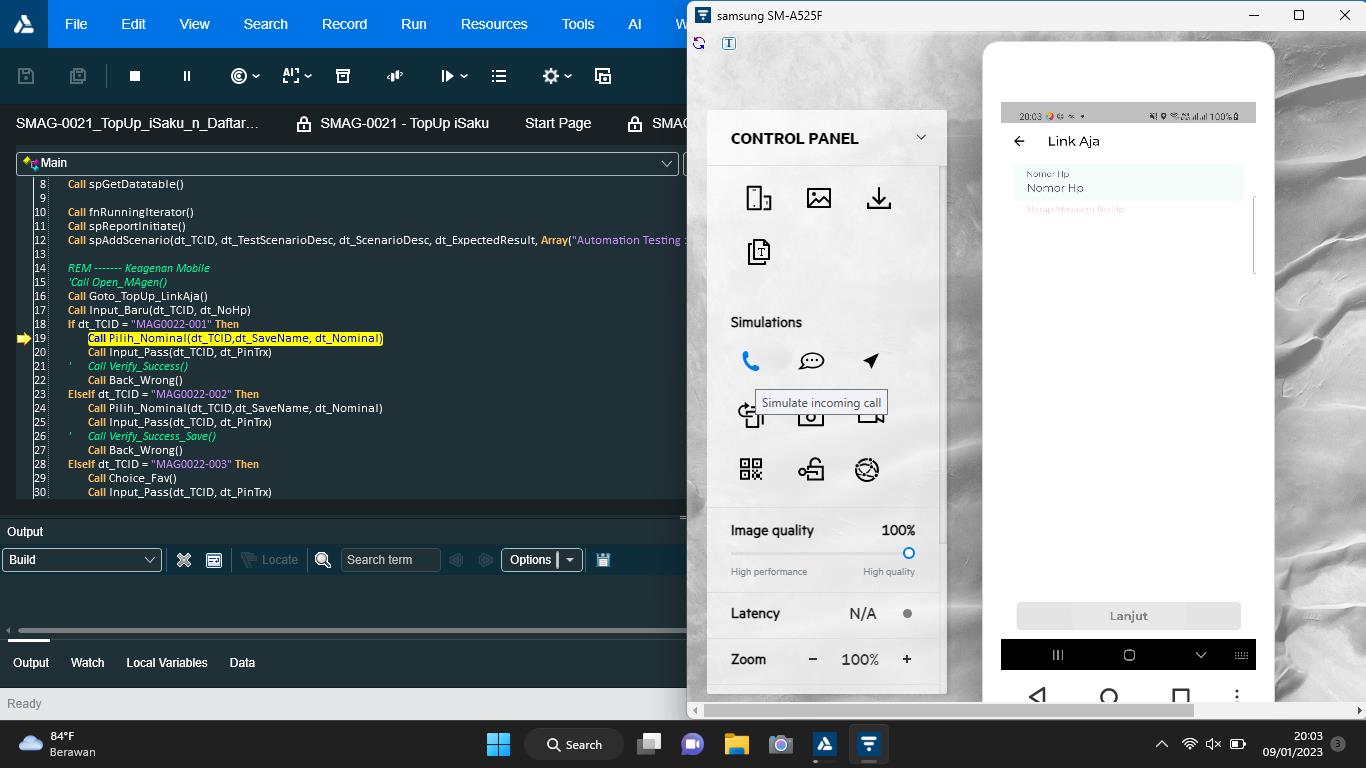 File Edit View Search Record Run Resources Tools AI W
SMAG-0021_TopUp_iSaku_n_Daftar... SMAG-0021 - TopUp iSaku Start Page SMAG
Main
8 Call spGetDatatable()
9
10 Call fnRunningIterator()
11 Call spReportInitiate()
12 Call spAddScenario(dt_TCID, dt_TestScenarioDesc, dt_ScenarioDesc, dt_ExpectedResult, Array("Automation Testing :
13
14 REM ------- Keagenan Mobile
15 'Call Open_MAgen()
16 Call Goto_TopUp_LinkAja()
17 Call Input_Baru(dt_TCID, dt_NoHp)
18 If dt_TCID = "MAG0022-001" Then
19 Call Pilih_Nominal(dt_TCID,dt_SaveName, dt_Nominal)
20 Call Input_Pass(dt_TCID, dt_PinTrx)
21 ' Call Verify_Success()
22 Call Back_Wrong()
23 ElseIf dt_TCID = "MAG0022-002" Then
24 Call Pilih_Nominal(dt_TCID,dt_SaveName, dt_Nominal)
25 Call Input_Pass(dt_TCID, dt_PinTrx)
26 ' Call Verify_Success_Save()
27 Call Back_Wrong()
28 ElseIf dt_TCID = "MAG0022-003" Then
29 Call Choice_Fav()
30 Call Input_Pass(dt_TCID, dt_PinTrx)
Output
Build Locate Search term Options
Output Watch Local Variables Data
Ready
samsung SM-A525F
T
CONTROL PANEL
T
Simulations
Simulate incoming call
Image quality 100%
High performance High quality
Latency N/A
Zoom − 100% +
20:03 100%
Link Aja
Nomor Hp
Nomor Hp
Harap Masukan No Hp
Lanjut
84°F
Berawan
Search
20:03
09/01/2023
3